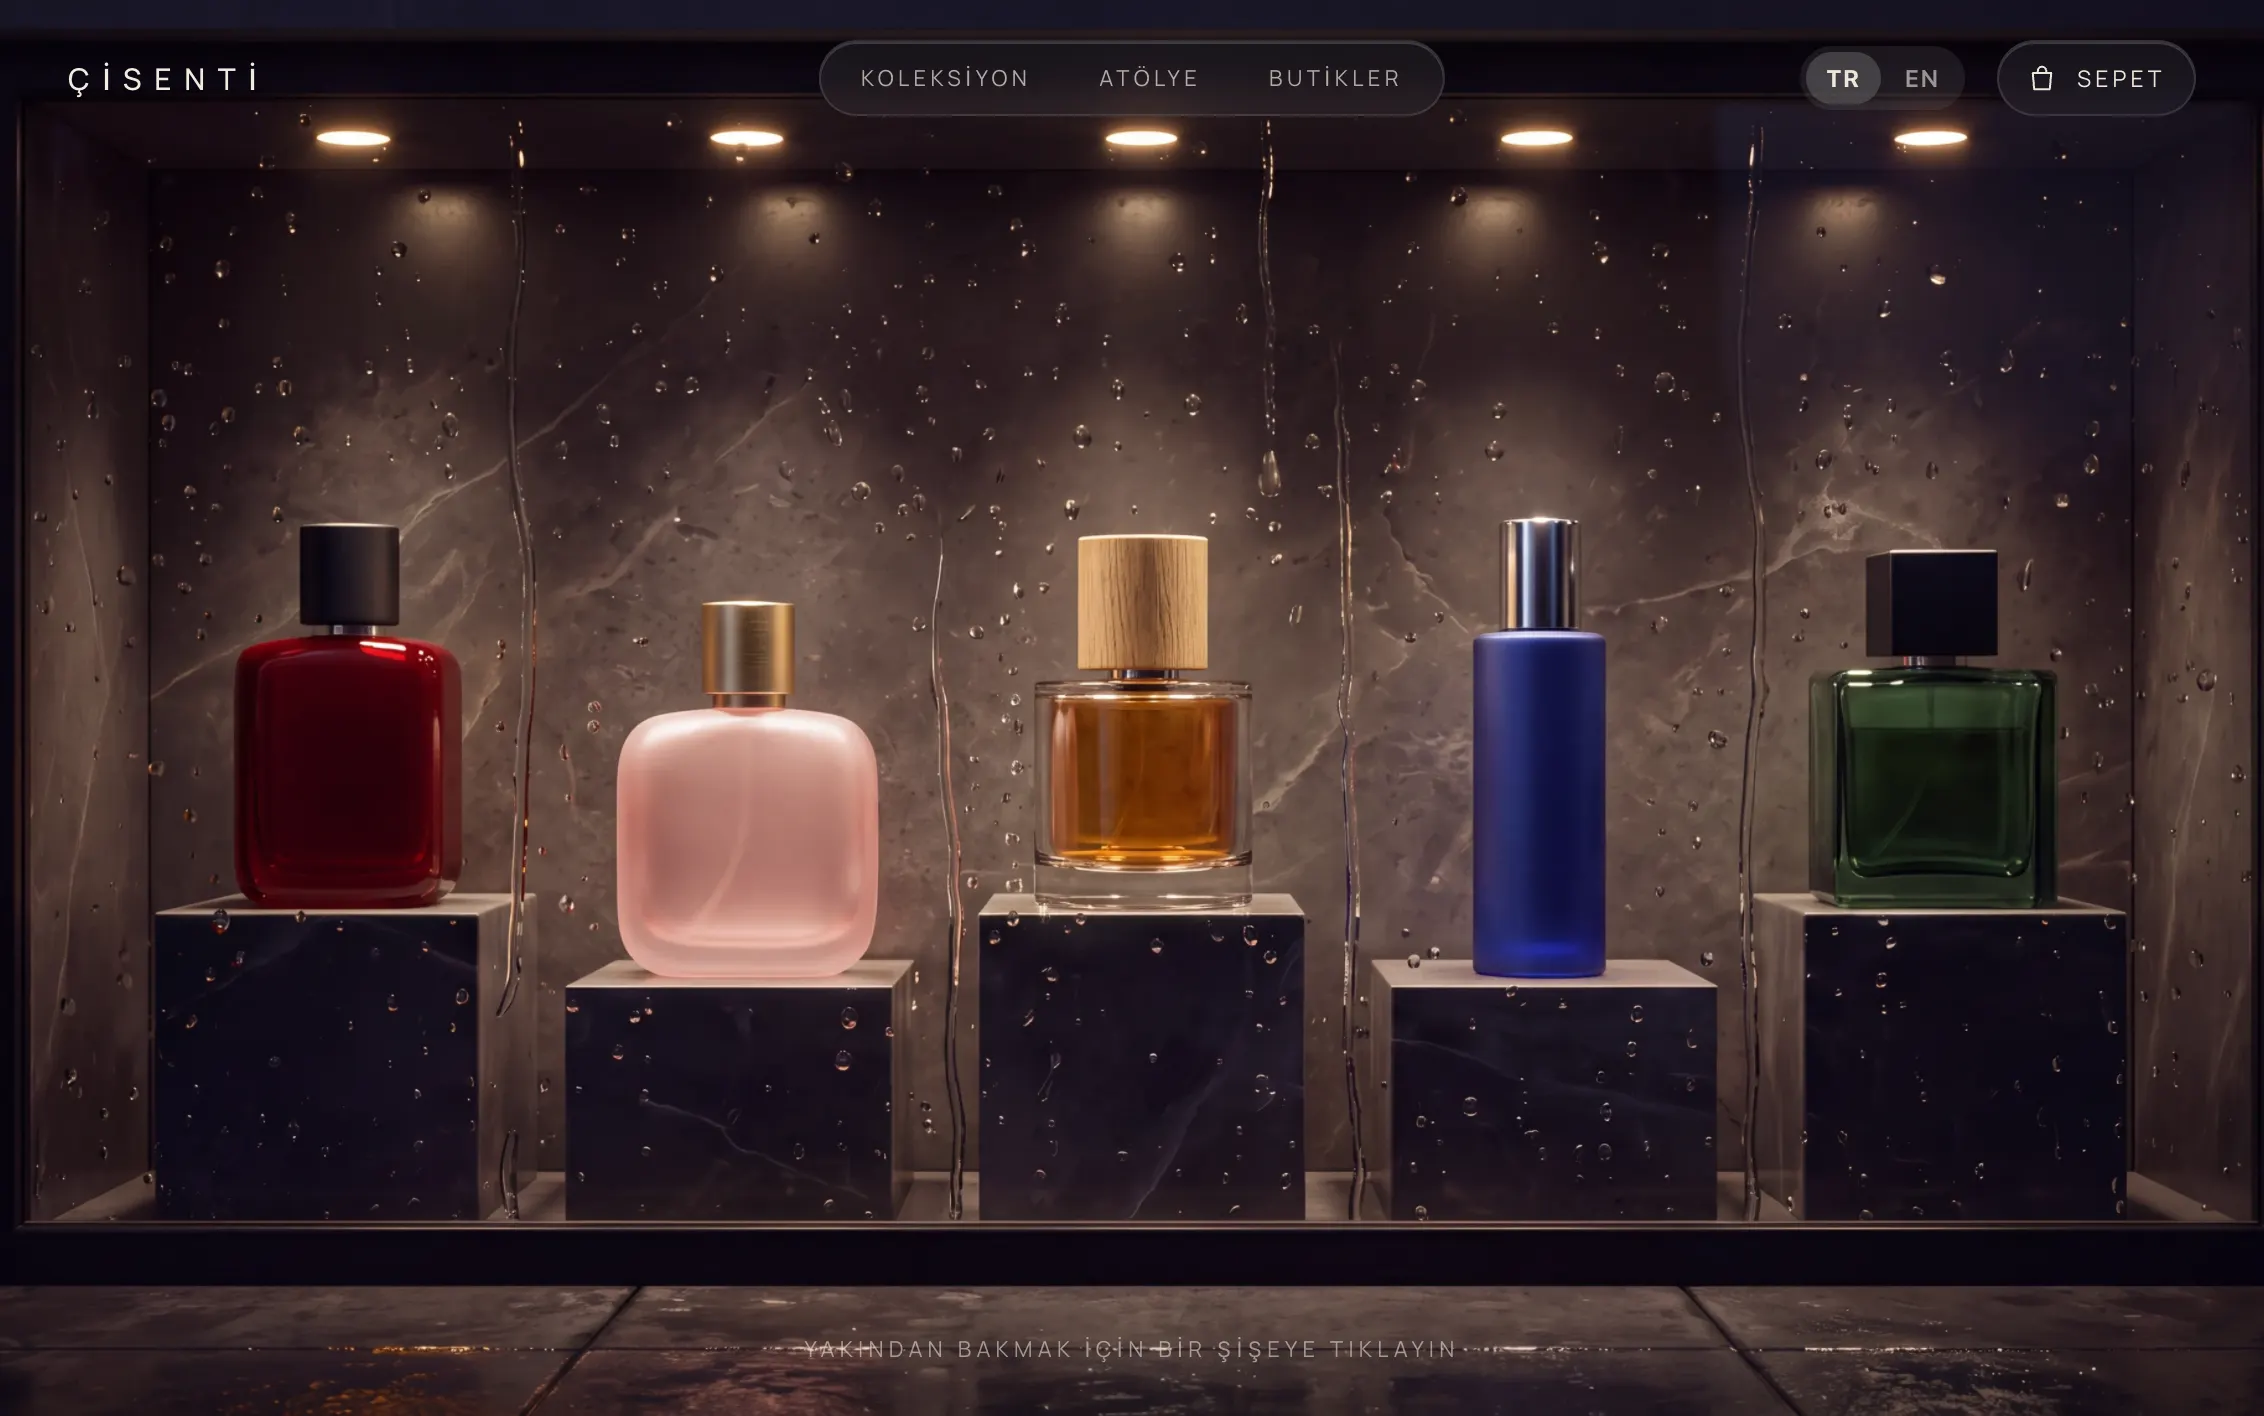 ÇİSENTİ
KOLEKSİYON ATÖLYE BUTİKLER
TR EN
SEPET
YAKINDAN BAKMAK İÇİN BİR ŞİŞEYE TIKLAYIN